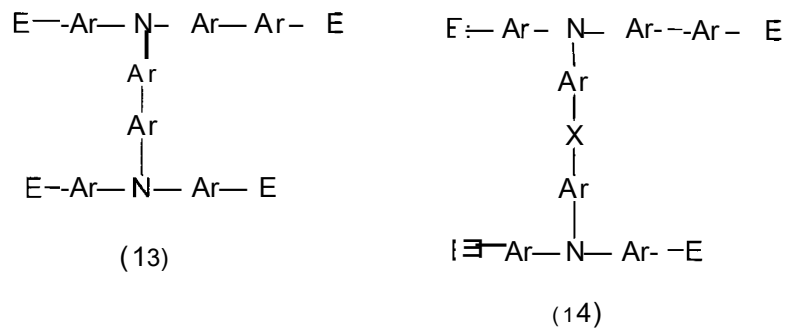 E—-Ar—N- Ar—Ar– E
E:— Ar– N— Ar---Ar– E
Ar
Ar
Ar
X
Ar
E–-Ar—N— Ar— E
E—Ar—N— Ar- –E
(13)
(14)